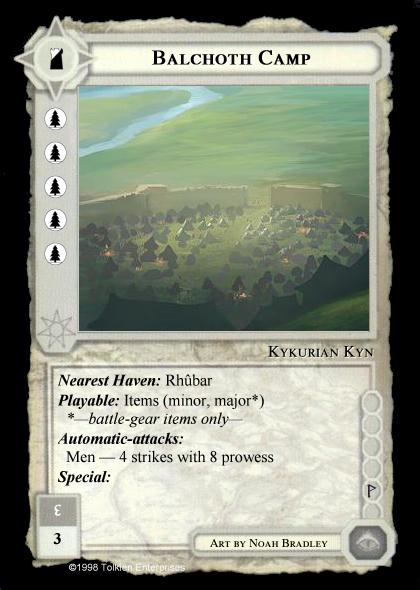 BALCHOTH CAMP
KYKURIAN KYN
Nearest Haven: Rhûbar
Playable: Items (minor, major*)
*—battle-gear items only—
Automatic-attacks:
Men — 4 strikes with 8 prowess
Special:
ε
3
ᚹ
ART BY NOAH BRADLEY
©1998 Tolkien Enterprises